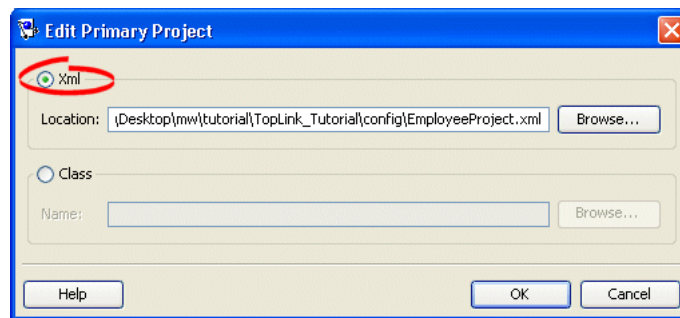 Edit Primary Project
Xml
Location: \Desktop\mw\tutorial\TopLink_Tutorial\config\EmployeeProject.xml Browse...
Class
Name: Browse...
Help OK Cancel